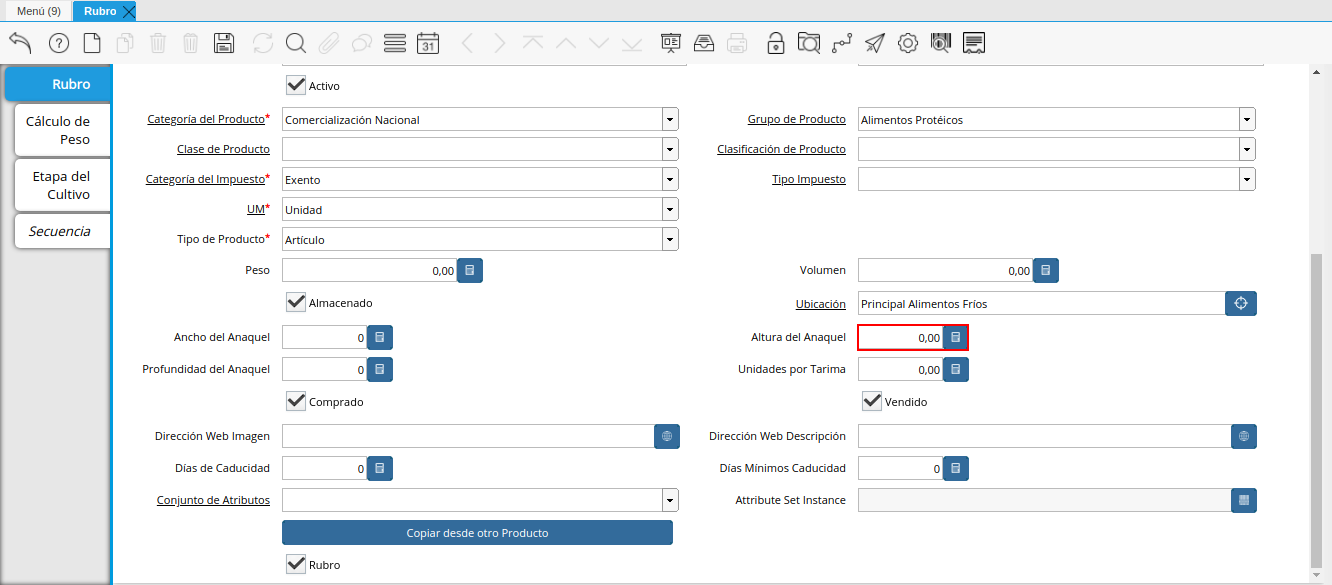 Menú (9)
Rubro
31
Rubro
Cálculo de
Peso
Etapa del
Cultivo
Secuencia
Activo
Categoría del Producto* Comercialización Nacional
Grupo de Producto Alimentos Protéicos
Clase de Producto
Clasificación de Producto
Categoría del Impuesto* Exento
Tipo Impuesto
UM* Unidad
Tipo de Producto* Artículo
Peso 0,00
Volumen 0,00
Almacenado
Ubicación Principal Alimentos Fríos
Ancho del Anaquel 0
Altura del Anaquel 0,00
Profundidad del Anaquel 0
Unidades por Tarima 0,00
Comprado
Vendido
Dirección Web Imagen
Dirección Web Descripción
Días de Caducidad 0
Días Mínimos Caducidad 0
Conjunto de Atributos
Attribute Set Instance
Copiar desde otro Producto
Rubro